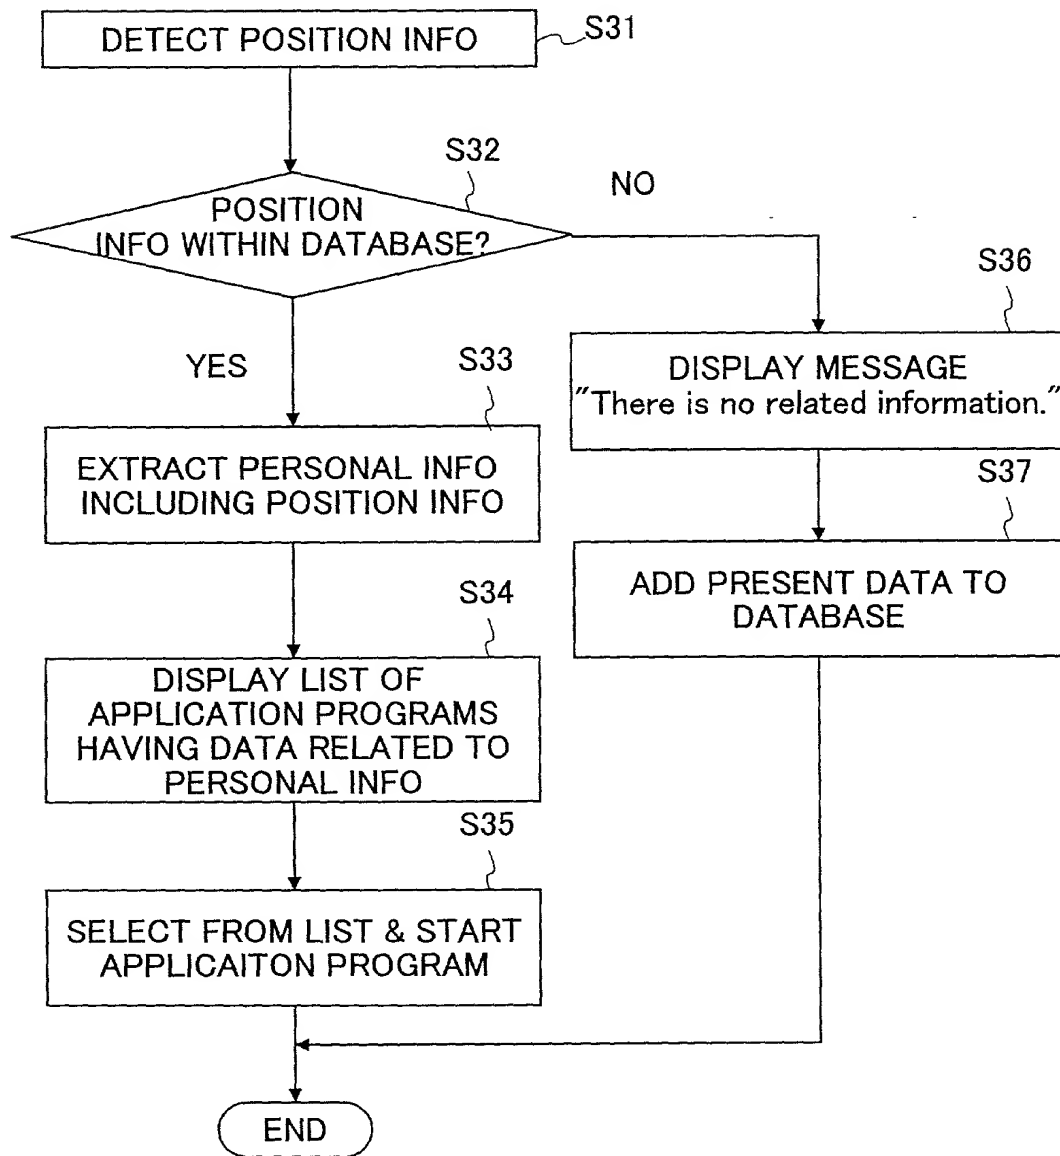 DETECT POSITION INFO
S31
S32
POSITION
INFO WITHIN DATABASE?
NO
YES
S33
EXTRACT PERSONAL INFO
INCLUDING POSITION INFO
S34
DISPLAY LIST OF
APPLICATION PROGRAMS
HAVING DATA RELATED TO
PERSONAL INFO
S35
SELECT FROM LIST & START
APPLICAITON PROGRAM
S36
DISPLAY MESSAGE
"There is no related information."
S37
ADD PRESENT DATA TO
DATABASE
END